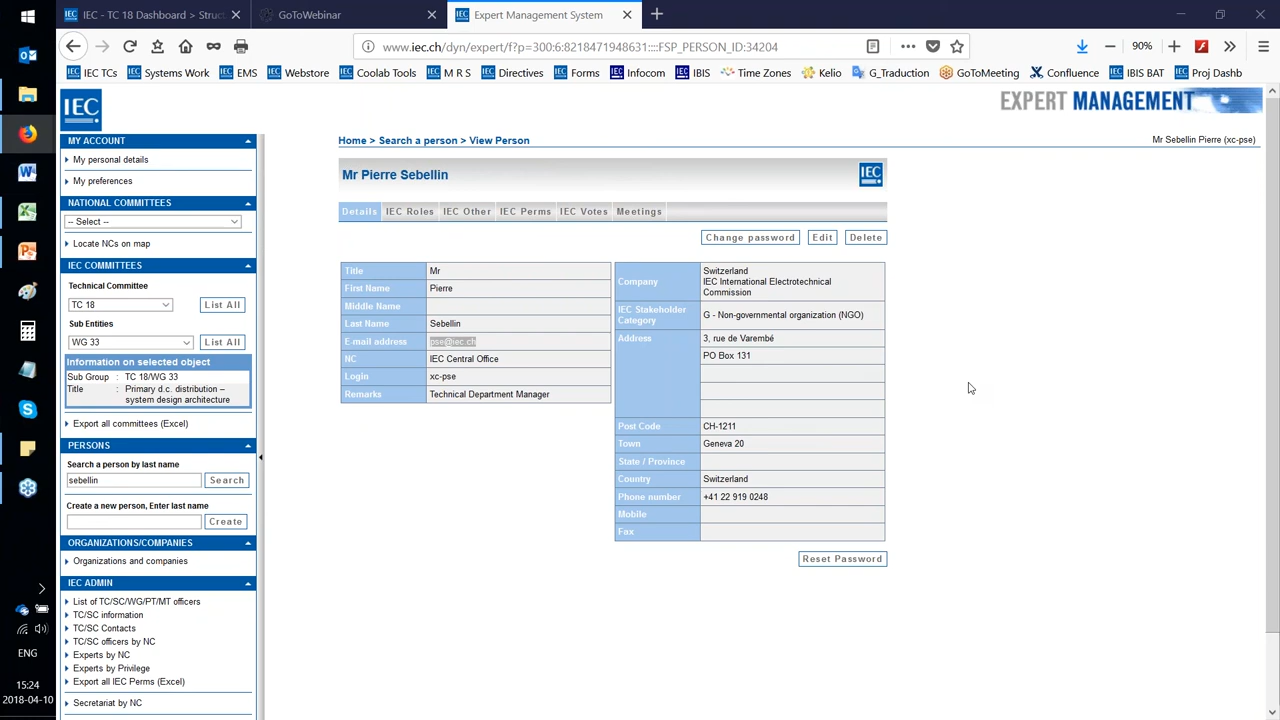 IEC - TC 18 Dashboard > Struct
GoToWebinar
Expert Management System
www.iec.ch/dyn/expert/f?p=300:6:8218471948631::::FSP_PERSON_ID:34204
90%
IEC TCs
Systems Work
EMS
Webstore
Coolab Tools
M R S
Directives
Forms
Infocom
IBIS
Time Zones
Kelio
G_Traduction
GoToMeeting
Confluence
IBIS BAT
Proj Dashb
IEC
EXPERT MANAGEMENT
MY ACCOUNT
My personal details
My preferences
NATIONAL COMMITTEES
-- Select --
Locate NCs on map
IEC COMMITTEES
Technical Committee
TC 18
List All
Sub Entities
WG 33
List All
Information on selected object
Sub Group : TC 18/WG 33
Title : Primary d.c. distribution –
system design architecture
Export all committees (Excel)
PERSONS
Search a person by last name
sebellin
Search
Create a new person, Enter last name
Create
ORGANIZATIONS/COMPANIES
Organizations and companies
IEC ADMIN
List of TC/SC/WG/PT/MT officers
TC/SC information
TC/SC Contacts
TC/SC officers by NC
Experts by NC
Experts by Privilege
Export all IEC Perms (Excel)
Secretariat by NC
Home > Search a person > View Person
Mr Sebellin Pierre (xc-pse)
Mr Pierre Sebellin
IEC
Details
IEC Roles
IEC Other
IEC Perms
IEC Votes
Meetings
Change password
Edit
Delete
Title Mr
First Name Pierre
Middle Name
Last Name Sebellin
E-mail address pse@iec.ch
NC IEC Central Office
Login xc-pse
Remarks Technical Department Manager
Company
Switzerland
IEC International Electrotechnical
Commission
IEC Stakeholder
Category
G - Non-governmental organization (NGO)
Address 3, rue de Varembé
PO Box 131
Post Code CH-1211
Town Geneva 20
State / Province
Country Switzerland
Phone number +41 22 919 0248
Mobile
Fax
Reset Password
ENG
15:24
2018-04-10